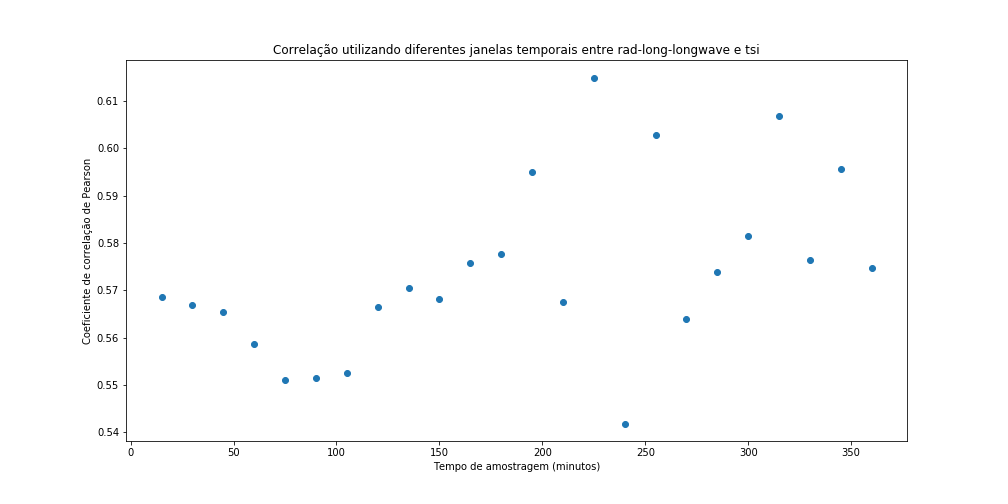 Correlação utilizando diferentes janelas temporais entre rad-long-longwave e tsi
Coeficiente de correlação de Pearson
0.61
0.60
0.59
0.58
0.57
0.56
0.55
0.54
0 50 100 150 200 250 300 350
Tempo de amostragem (minutos)